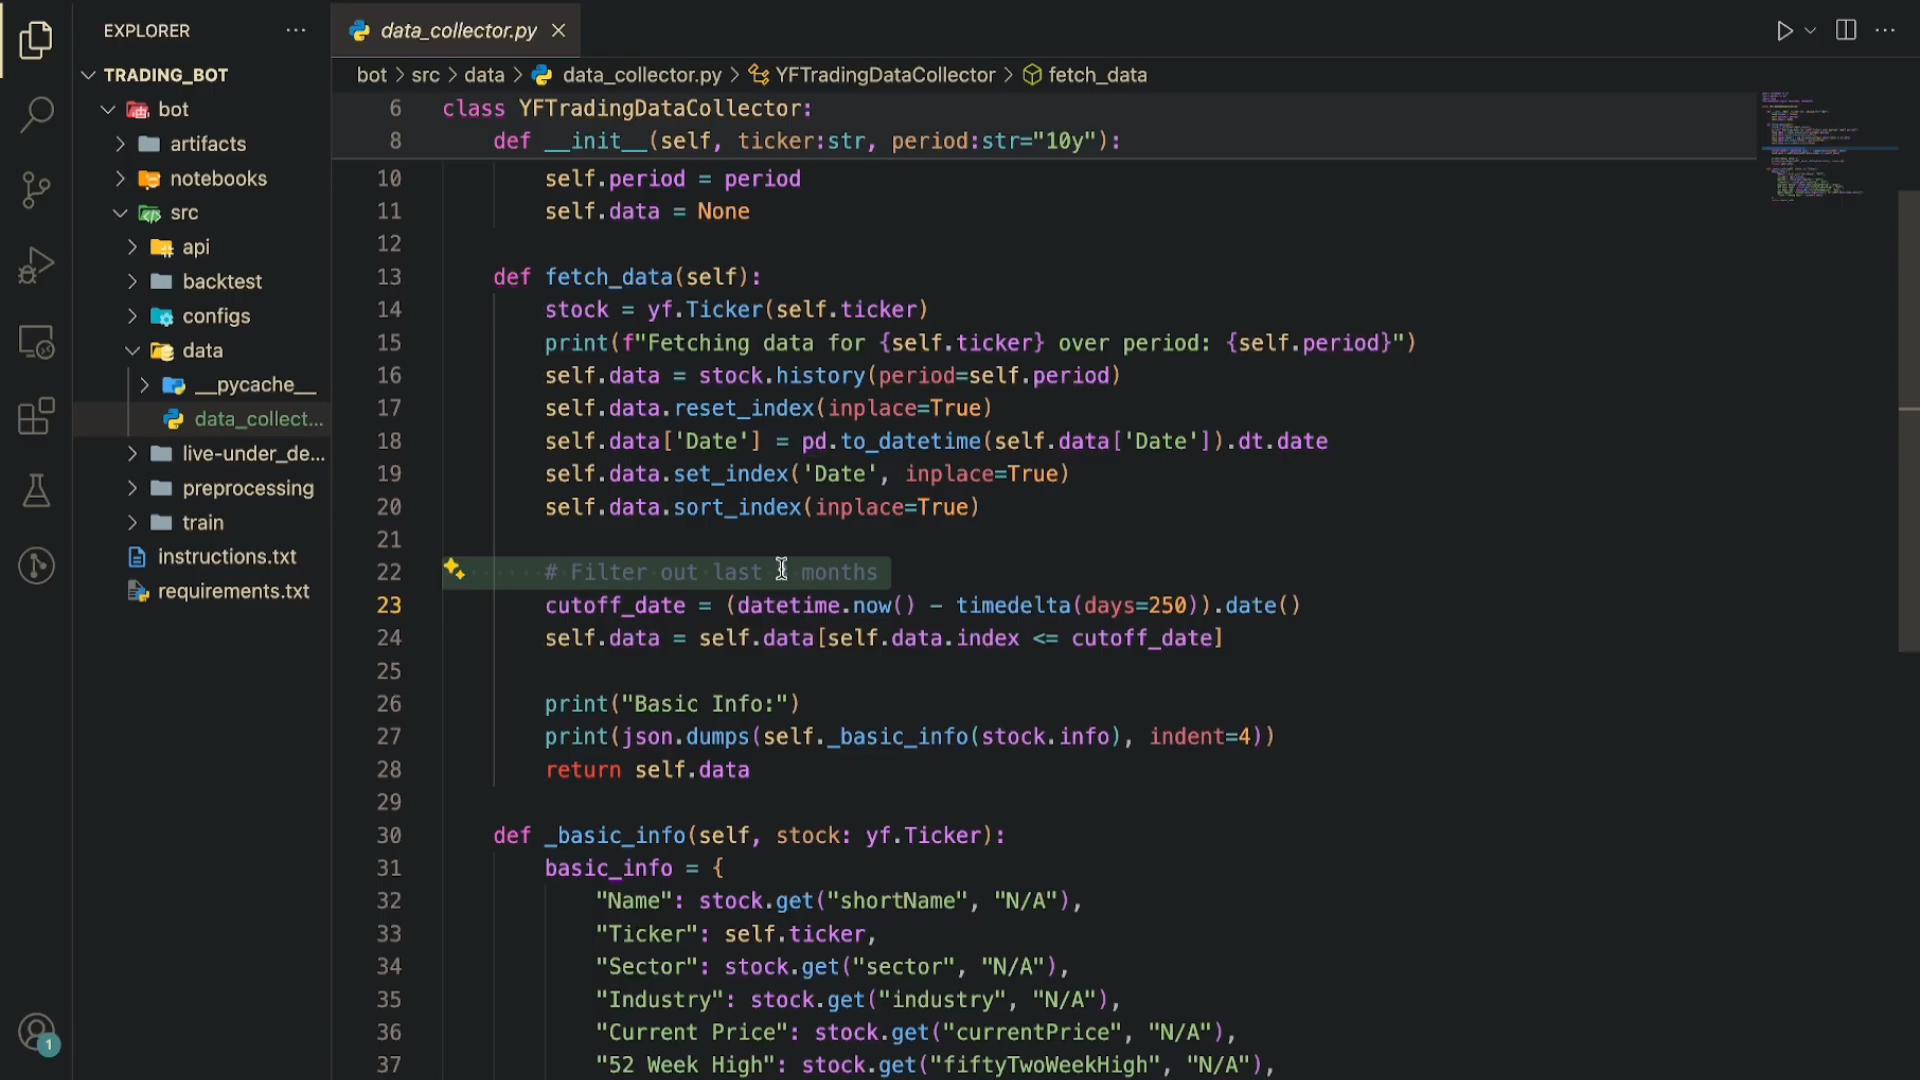 EXPLORER
TRADING_BOT
bot
artifacts
notebooks
src
api
backtest
configs
data
__pycache__
data_collect...
live-under_de...
preprocessing
train
instructions.txt
requirements.txt
1
data_collector.py
bot > src > data > data_collector.py > YFTradingDataCollector > fetch_data
6 class YFTradingDataCollector:
8 def __init__(self, ticker:str, period:str="10y"):
10 self.period = period
11 self.data = None
12
13 def fetch_data(self):
14 stock = yf.Ticker(self.ticker)
15 print(f"Fetching data for {self.ticker} over period: {self.period}")
16 self.data = stock.history(period=self.period)
17 self.data.reset_index(inplace=True)
18 self.data['Date'] = pd.to_datetime(self.data['Date']).dt.date
19 self.data.set_index('Date', inplace=True)
20 self.data.sort_index(inplace=True)
21
22 # Filter out last months
23 cutoff_date = (datetime.now() - timedelta(days=250)).date()
24 self.data = self.data[self.data.index <= cutoff_date]
25
26 print("Basic Info:")
27 print(json.dumps(self._basic_info(stock.info), indent=4))
28 return self.data
29
30 def _basic_info(self, stock: yf.Ticker):
31 basic_info = {
32 "Name": stock.get("shortName", "N/A"),
33 "Ticker": self.ticker,
34 "Sector": stock.get("sector", "N/A"),
35 "Industry": stock.get("industry", "N/A"),
36 "Current Price": stock.get("currentPrice", "N/A"),
37 "52 Week High": stock.get("fiftyTwoWeekHigh", "N/A"),